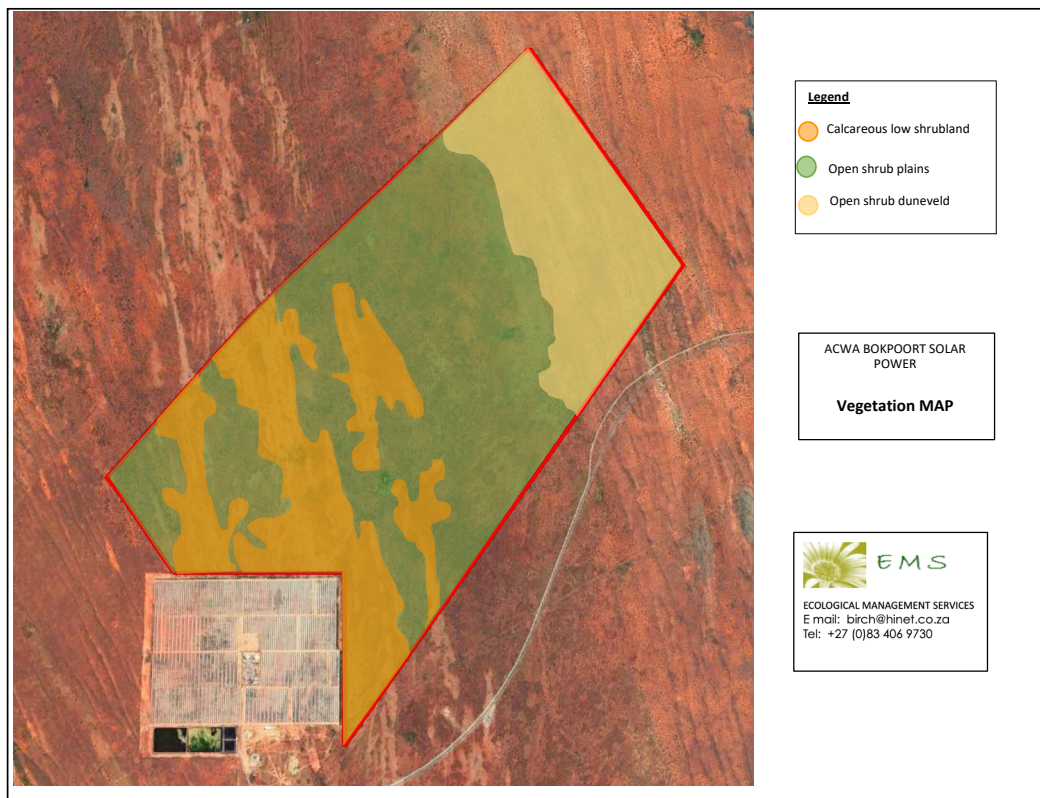 Legend
Calcareous low shrubland
Open shrub plains
Open shrub duneveld
ACWA BOKPOORT SOLAR
POWER
Vegetation MAP
EMS
ECOLOGICAL MANAGEMENT SERVICES
E mail: birch@hinet.co.za
Tel: +27 (0)83 406 9730